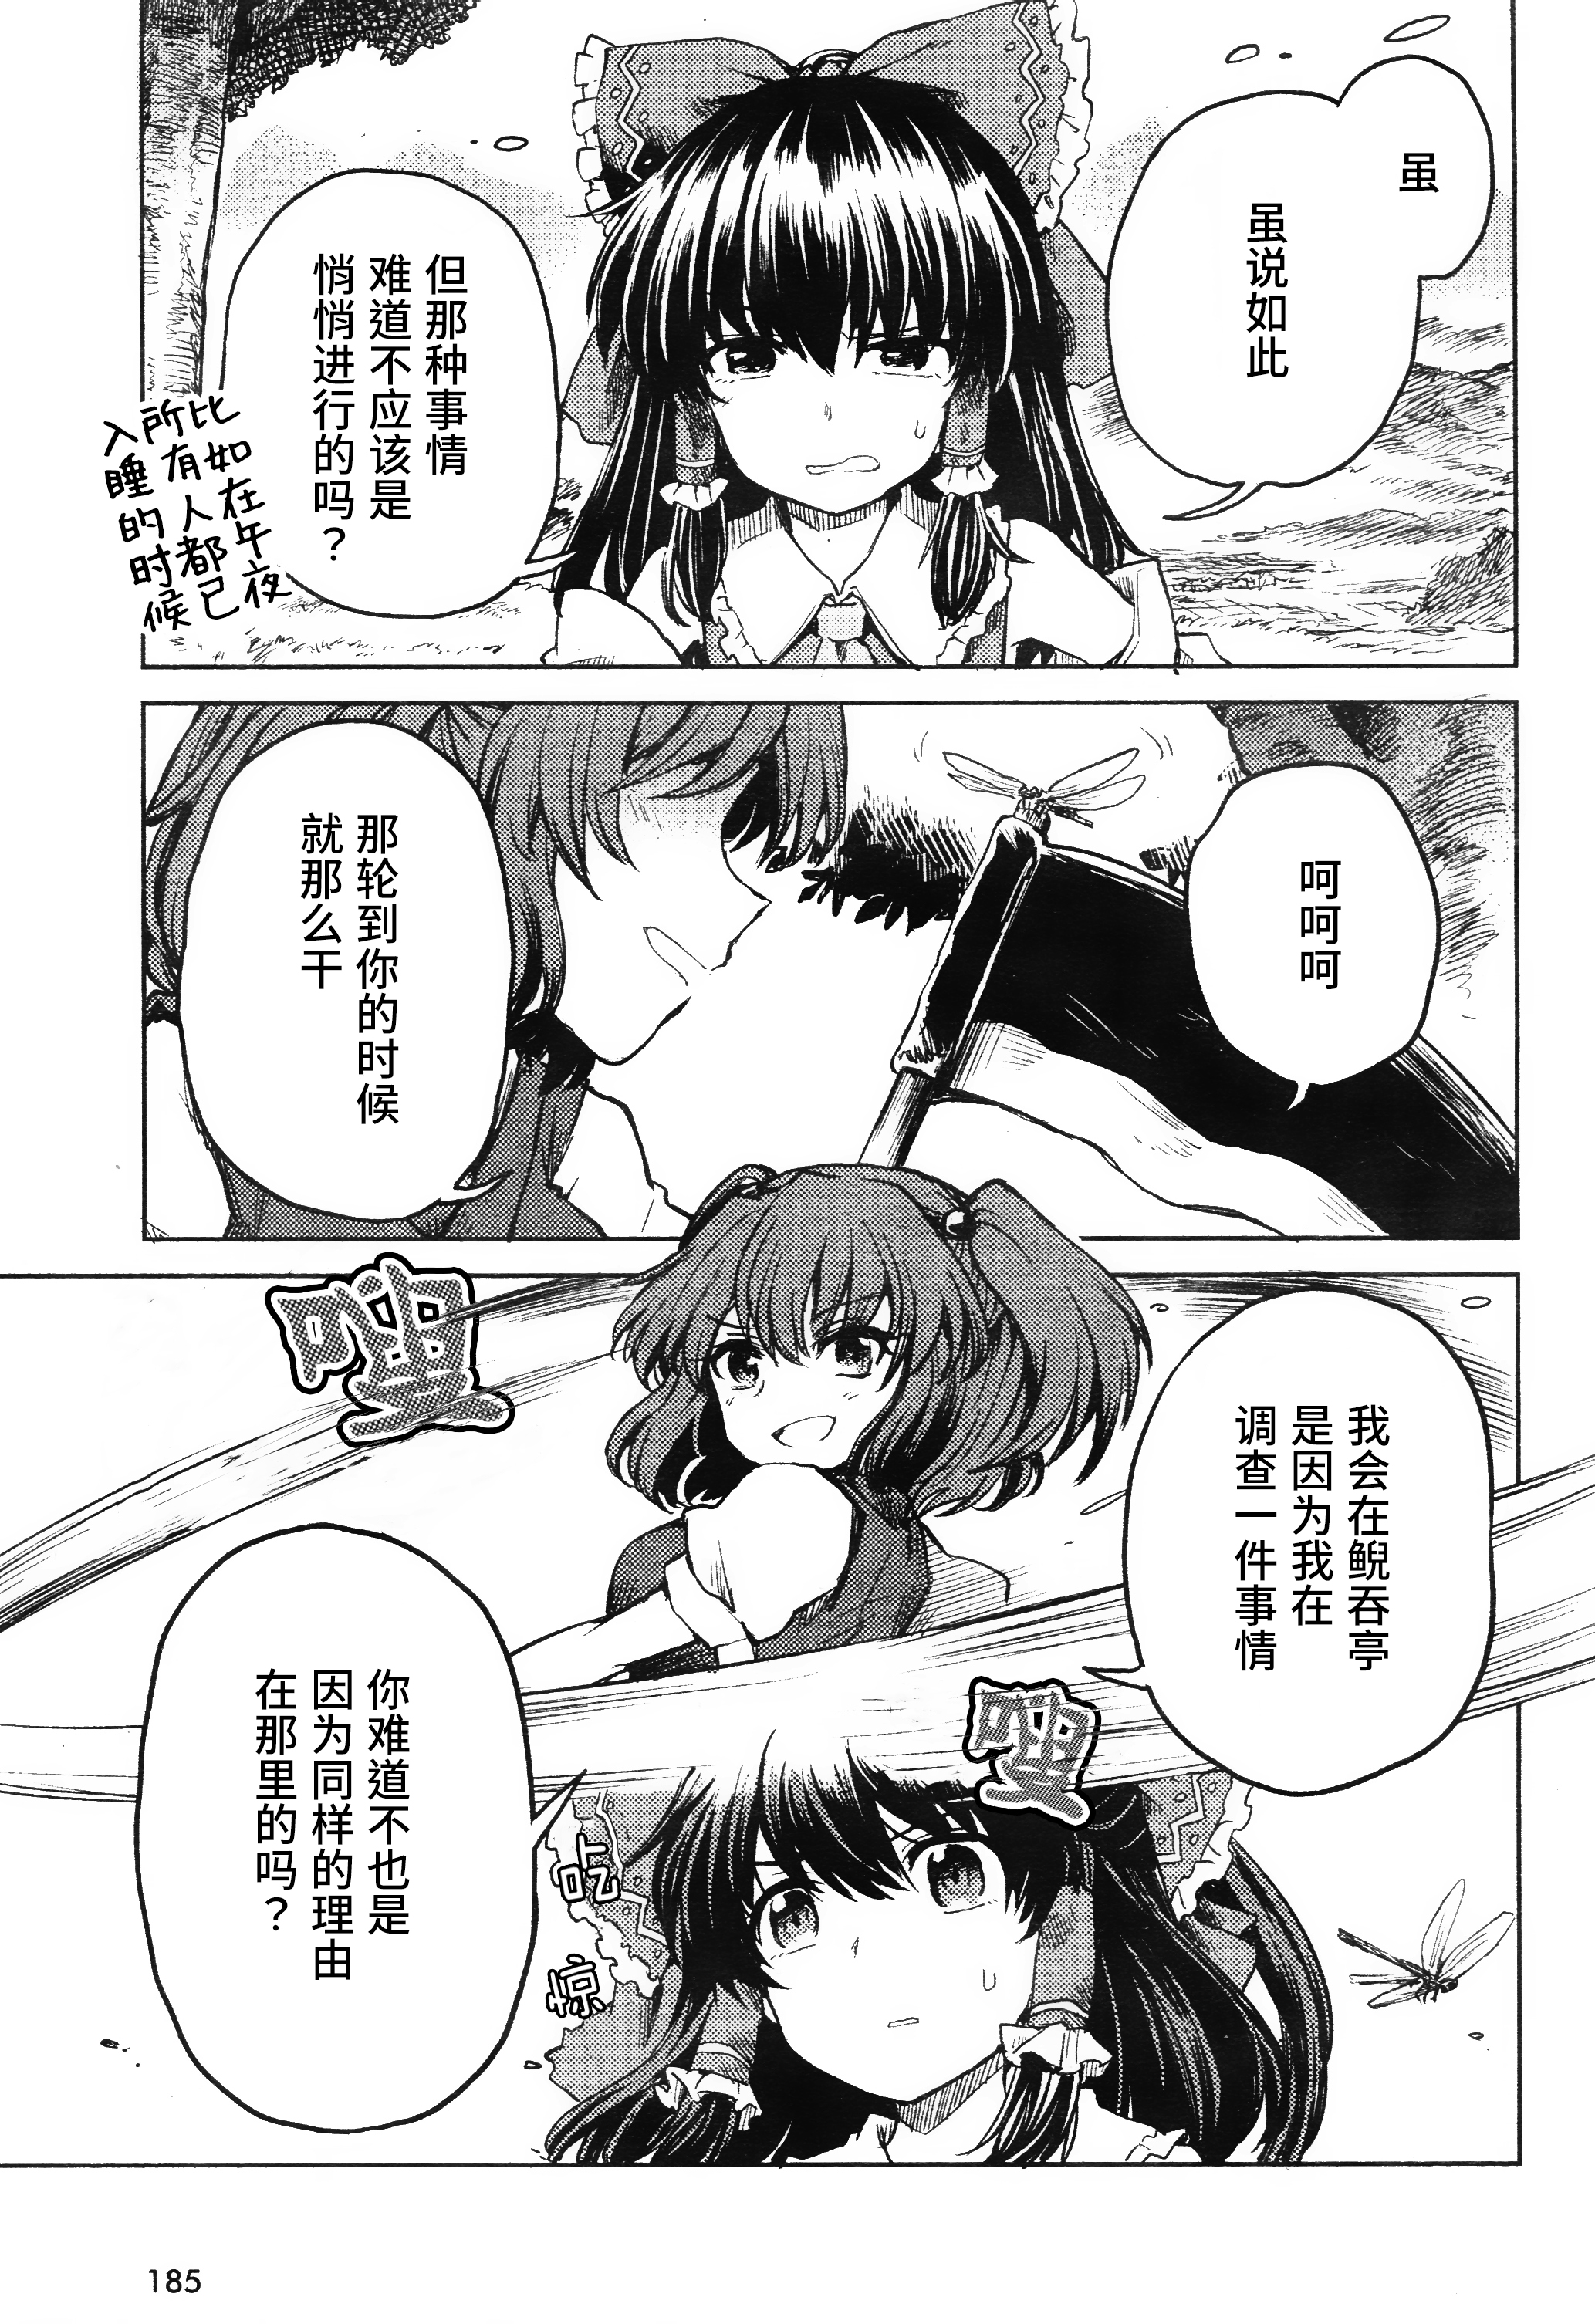 虽
虽说如此
但那种事情
难道不应该是
悄悄进行的吗？
比如在午夜
所有人都已
入睡的时候
呵呵呵
那轮到你的时候
就那么干
我会在鲵吞亭
是因为我在
调查一件事情
你难道不也是
因为同样的理由
在那里的吗？
吃
惊
185